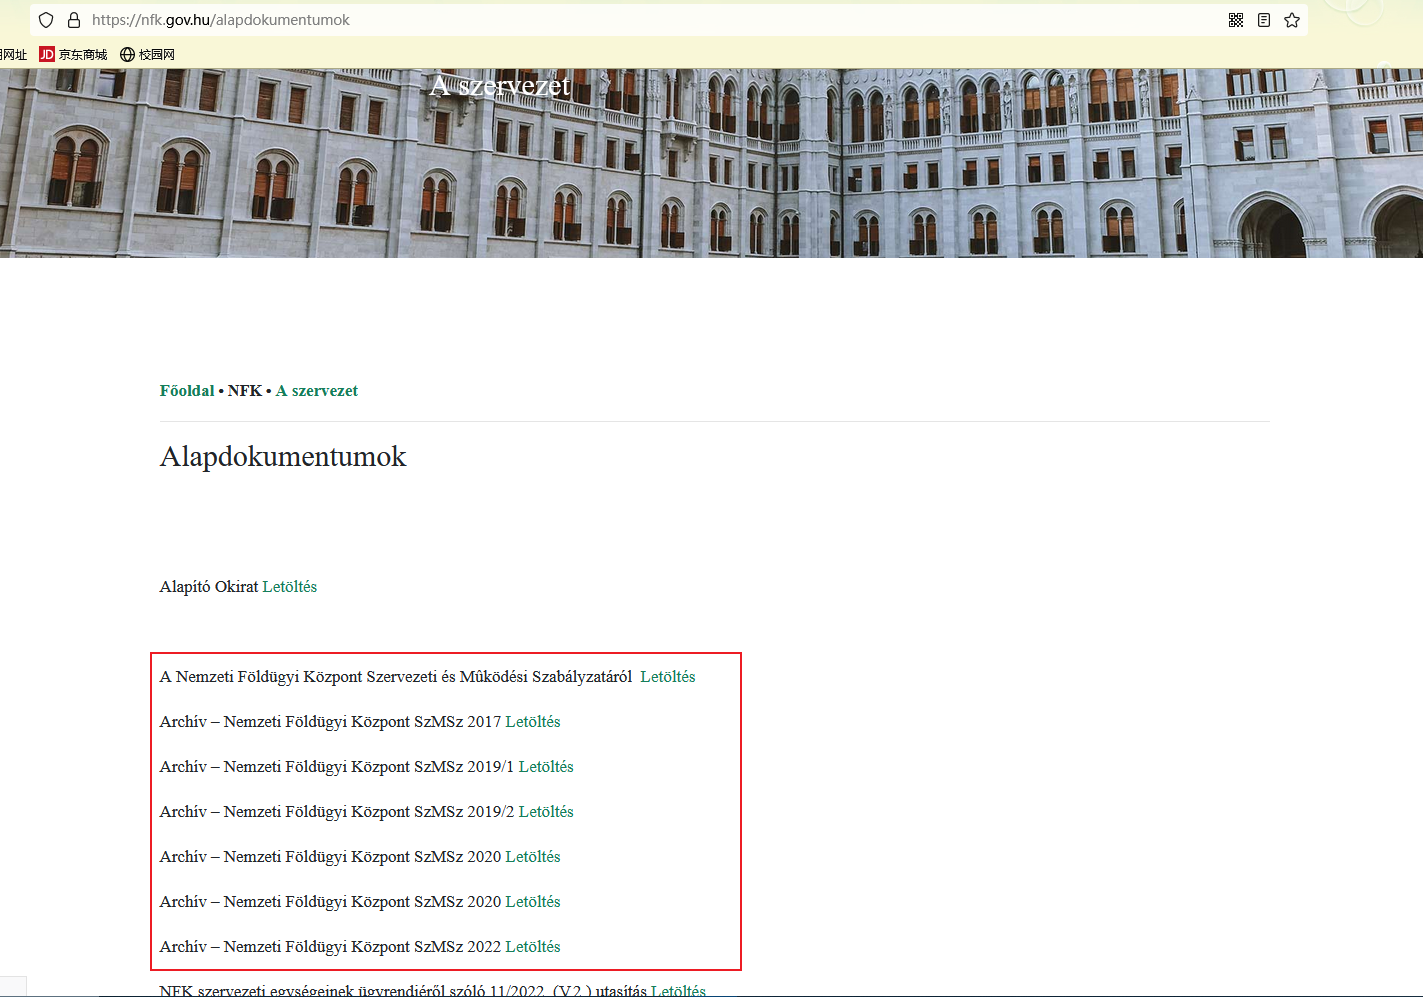 https://nfk.gov.hu/alapdokumentumok
网址 JD 京东商城 校园网
A szervezet
Főoldal • NFK • A szervezet
Alapdokumentumok
Alapító Okirat Letöltés
A Nemzeti Földügyi Központ Szervezeti és Mûködési Szabályzatáról Letöltés
Archív – Nemzeti Földügyi Központ SzMSz 2017 Letöltés
Archív – Nemzeti Földügyi Központ SzMSz 2019/1 Letöltés
Archív – Nemzeti Földügyi Központ SzMSz 2019/2 Letöltés
Archív – Nemzeti Földügyi Központ SzMSz 2020 Letöltés
Archív – Nemzeti Földügyi Központ SzMSz 2020 Letöltés
Archív – Nemzeti Földügyi Központ SzMSz 2022 Letöltés
NFK szervezeti egységeinek ügyrendjéről szóló 11/2022. (V.2.) utasítás Letöltés